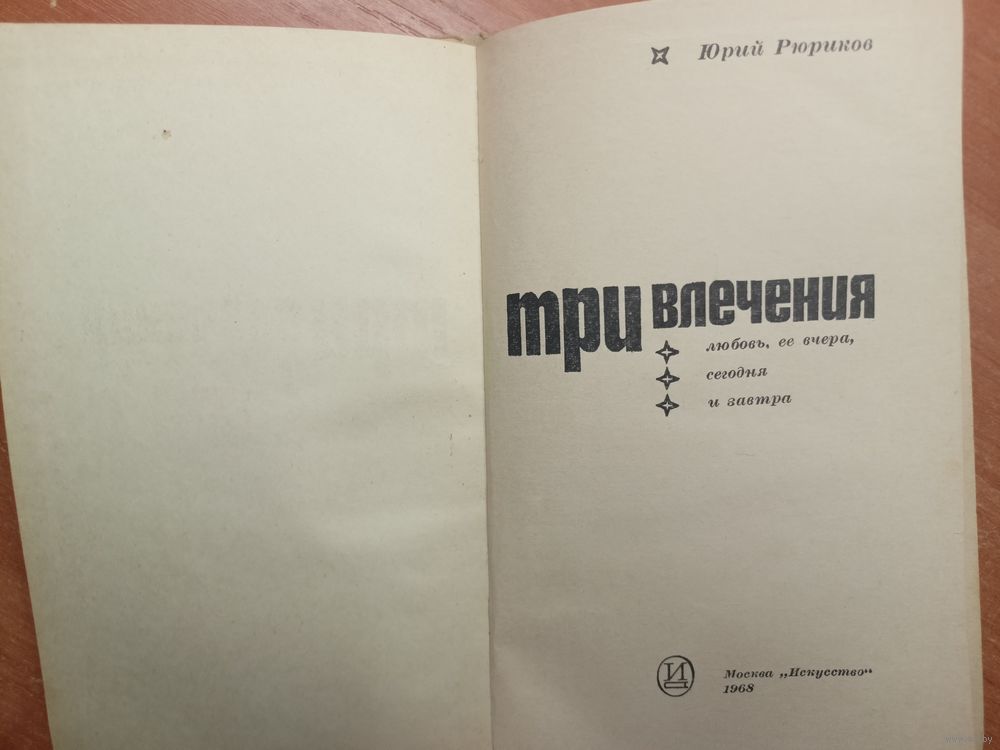 Юрий Рюриков
три влечения
любовь, ее вчера,
сегодня
и завтра
И
Москва „Искусство“
1968